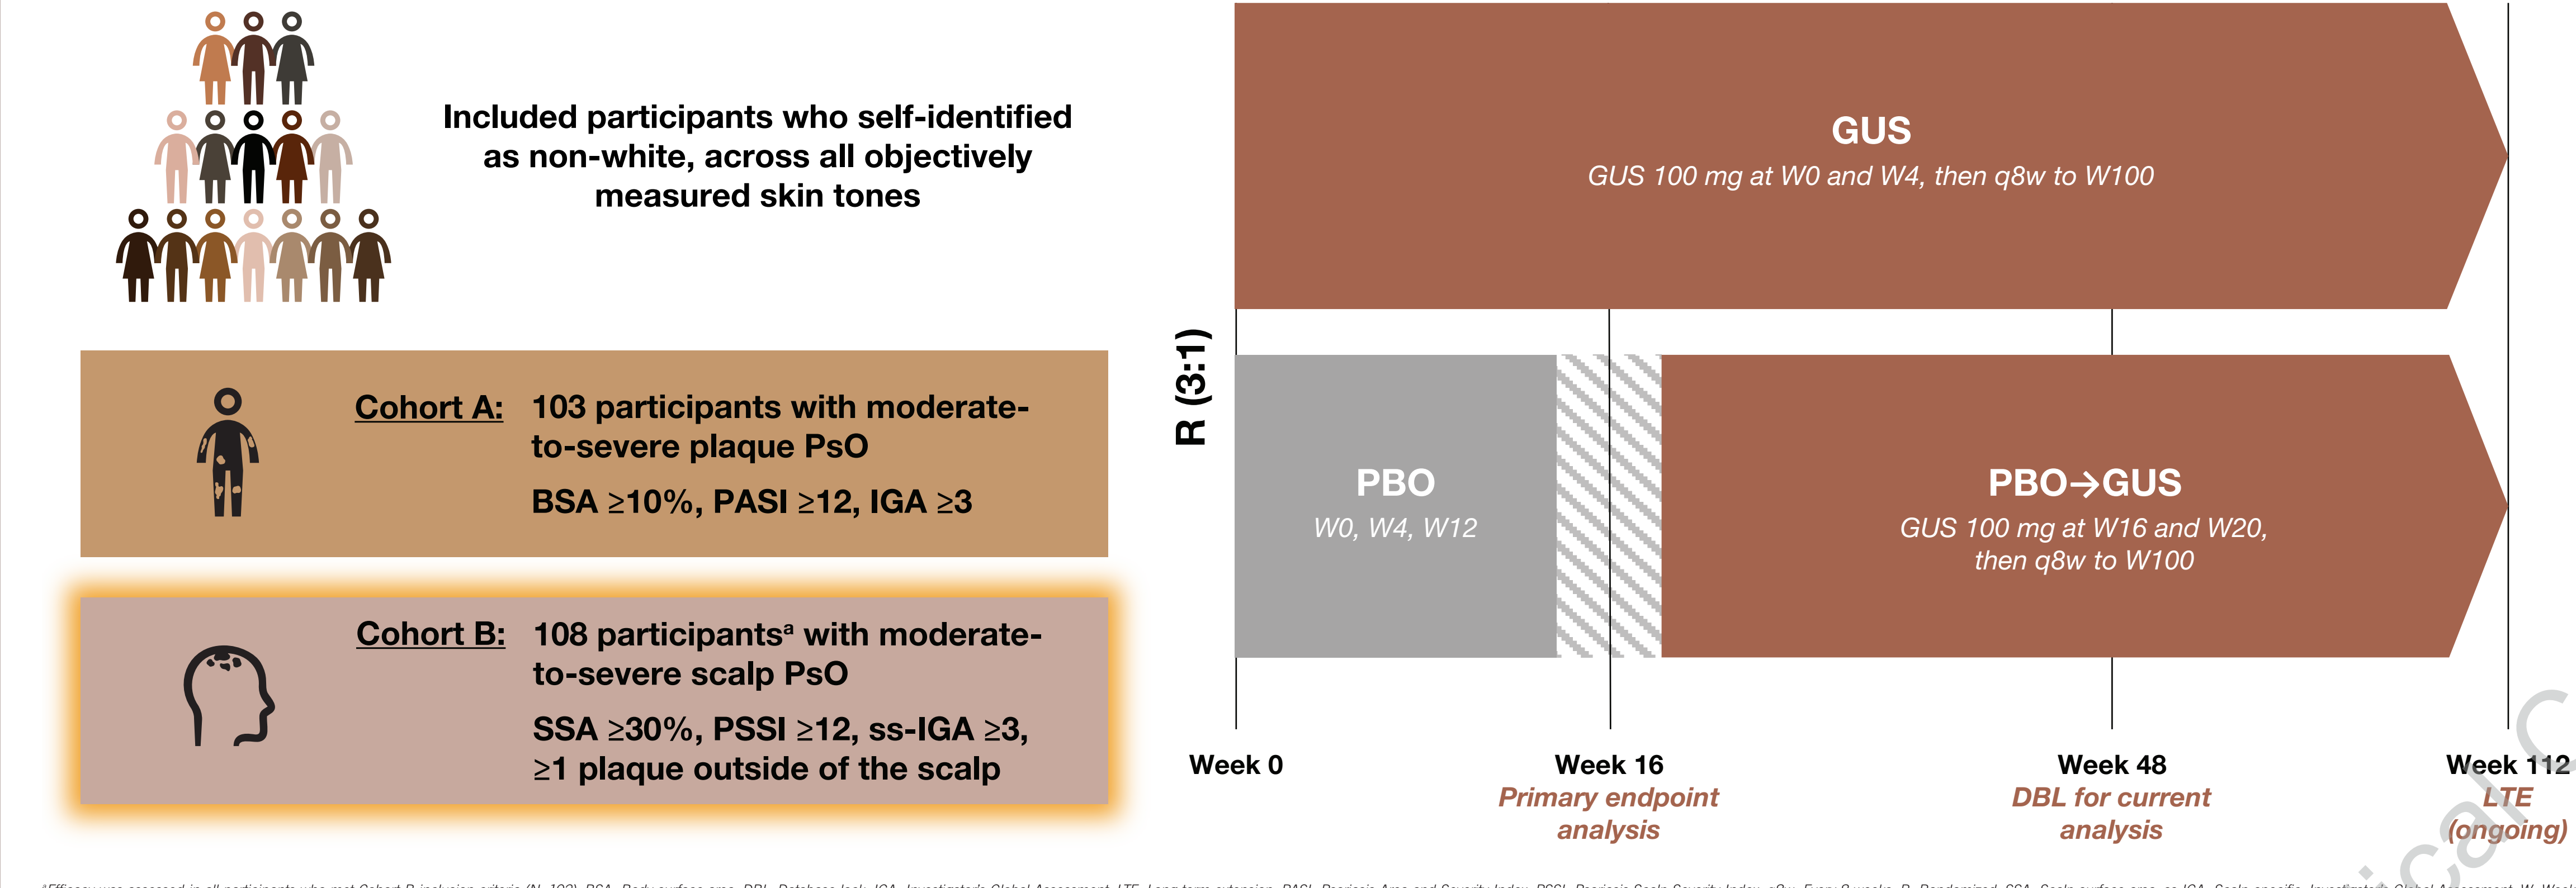 Included participants who self-identified
as non-white, across all objectively
measured skin tones
Cohort A: 103 participants with moderate-
to-severe plaque PsO
BSA ≥10%, PASI ≥12, IGA ≥3
Cohort B: 108 participantsᵃ with moderate-
to-severe scalp PsO
SSA ≥30%, PSSI ≥12, ss-IGA ≥3,
≥1 plaque outside of the scalp
R (3:1)
GUS
GUS 100 mg at W0 and W4, then q8w to W100
PBO
W0, W4, W12
PBO→GUS
GUS 100 mg at W16 and W20,
then q8w to W100
Week 0
Week 16
Primary endpoint
analysis
Week 48
DBL for current
analysis
Week 112
LTE
(ongoing)